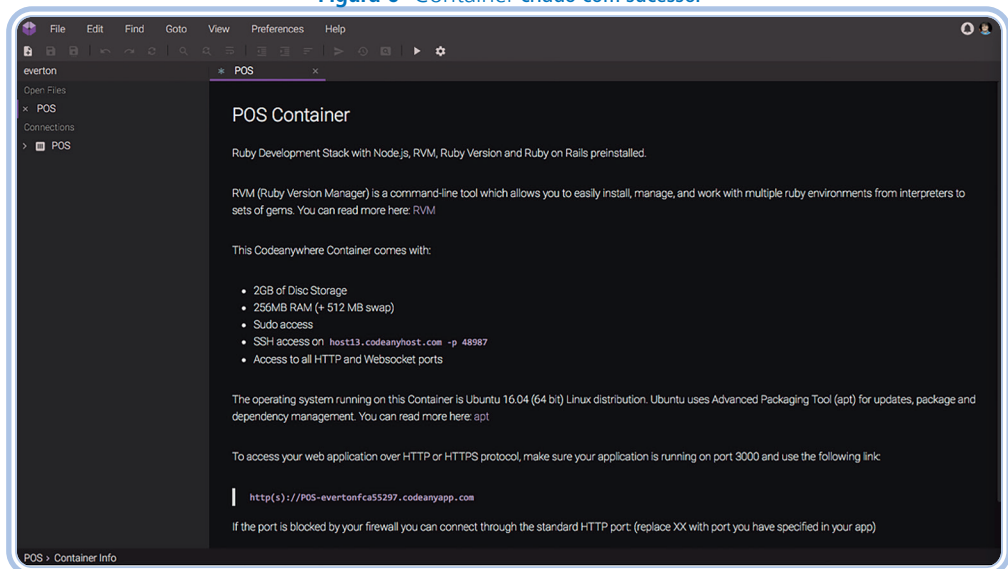 Figura 6 Container criado com sucesso.
File Edit Find Goto View Preferences Help
everton
POS
Open Files
POS
Connections
POS
POS Container
Ruby Development Stack with Node.js, RVM, Ruby Version and Ruby on Rails preinstalled.
RVM (Ruby Version Manager) is a command-line tool which allows you to easily install, manage, and work with multiple ruby environments from interpreters to
sets of gems. You can read more here: RVM
This Codeanywhere Container comes with:
• 2GB of Disc Storage
• 256MB RAM (+ 512 MB swap)
• Sudo access
• SSH access on host13.codeanyhost.com -p 48987
• Access to all HTTP and Websocket ports
The operating system running on this Container is Ubuntu 16.04 (64 bit) Linux distribution. Ubuntu uses Advanced Packaging Tool (apt) for updates, package and
dependency management. You can read more here: apt
To access your web application over HTTP or HTTPS protocol, make sure your application is running on port 3000 and use the following link:
http(s)://POS-evertonfca55297.codeanyapp.com
If the port is blocked by your firewall you can connect through the standard HTTP port: (replace XX with port you have specified in your app)
POS > Container Info